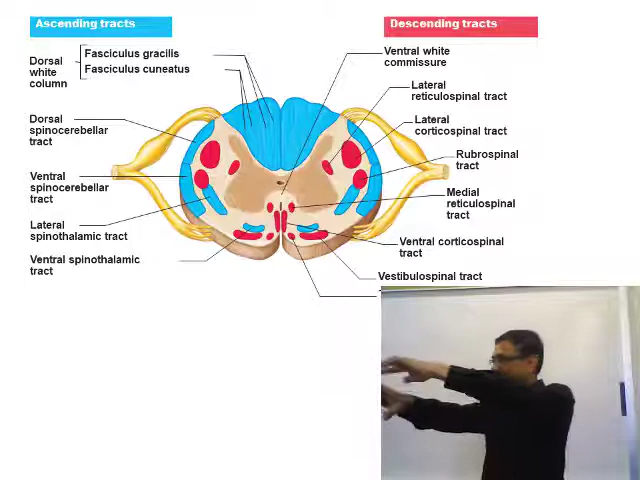 Ascending tracts
Dorsal
white
column
Fasciculus gracilis
Fasciculus cuneatus
Dorsal
spinocerebellar
tract
Ventral
spinocerebellar
tract
Lateral
spinothalamic tract
Ventral spinothalamic
tract
Descending tracts
Ventral white
commissure
Lateral
reticulospinal tract
Lateral
corticospinal tract
Rubrospinal
tract
Medial
reticulospinal
tract
Ventral corticospinal
tract
Vestibulospinal tract